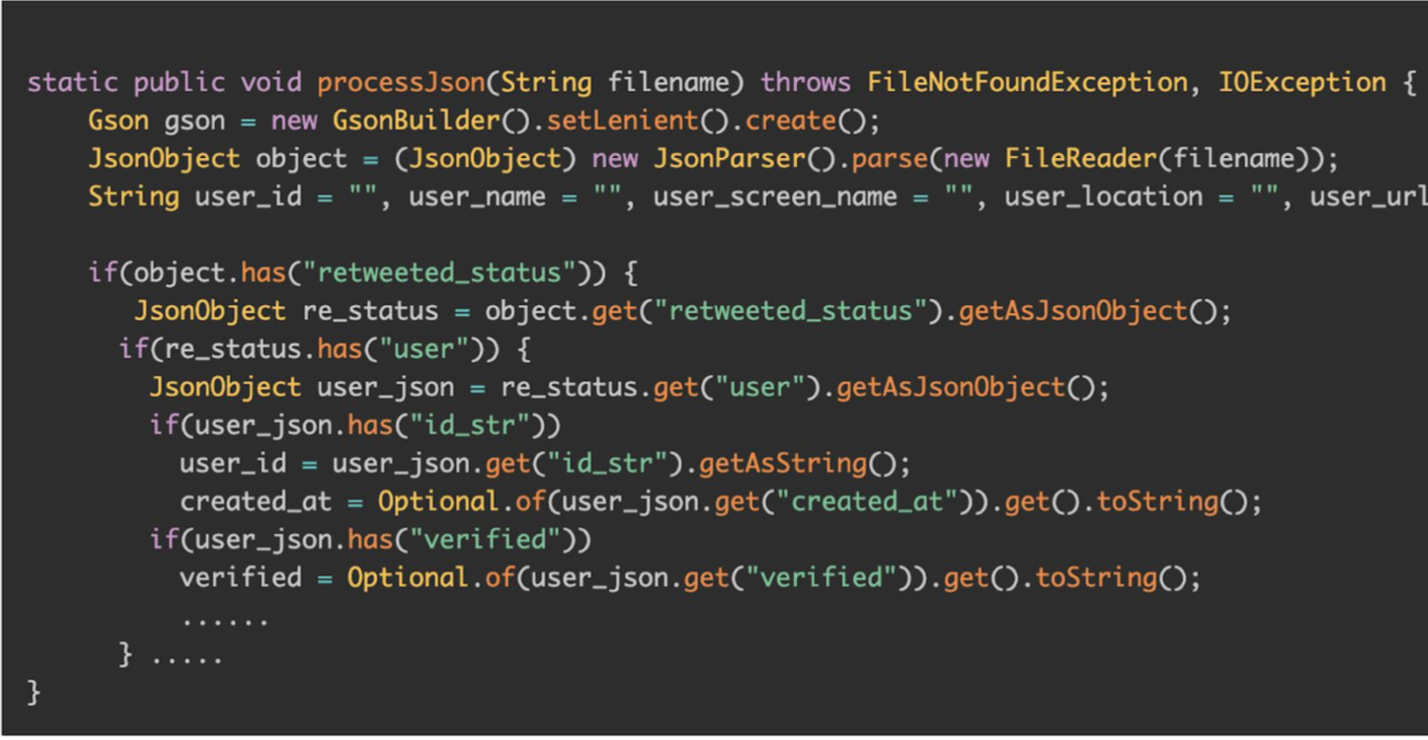 static public void processJson(String filename) throws FileNotFoundException, IOException {
    Gson gson = new GsonBuilder().setLenient().create();
    JsonObject object = (JsonObject) new JsonParser().parse(new FileReader(filename));
    String user_id = "", user_name = "", user_screen_name = "", user_location = "", user_url

    if(object.has("retweeted_status")) {
       JsonObject re_status = object.get("retweeted_status").getAsJsonObject();
      if(re_status.has("user")) {
        JsonObject user_json = re_status.get("user").getAsJsonObject();
        if(user_json.has("id_str"))
          user_id = user_json.get("id_str").getAsString();
          created_at = Optional.of(user_json.get("created_at")).get().toString();
        if(user_json.has("verified"))
          verified = Optional.of(user_json.get("verified")).get().toString();
          ......
      } .....
}